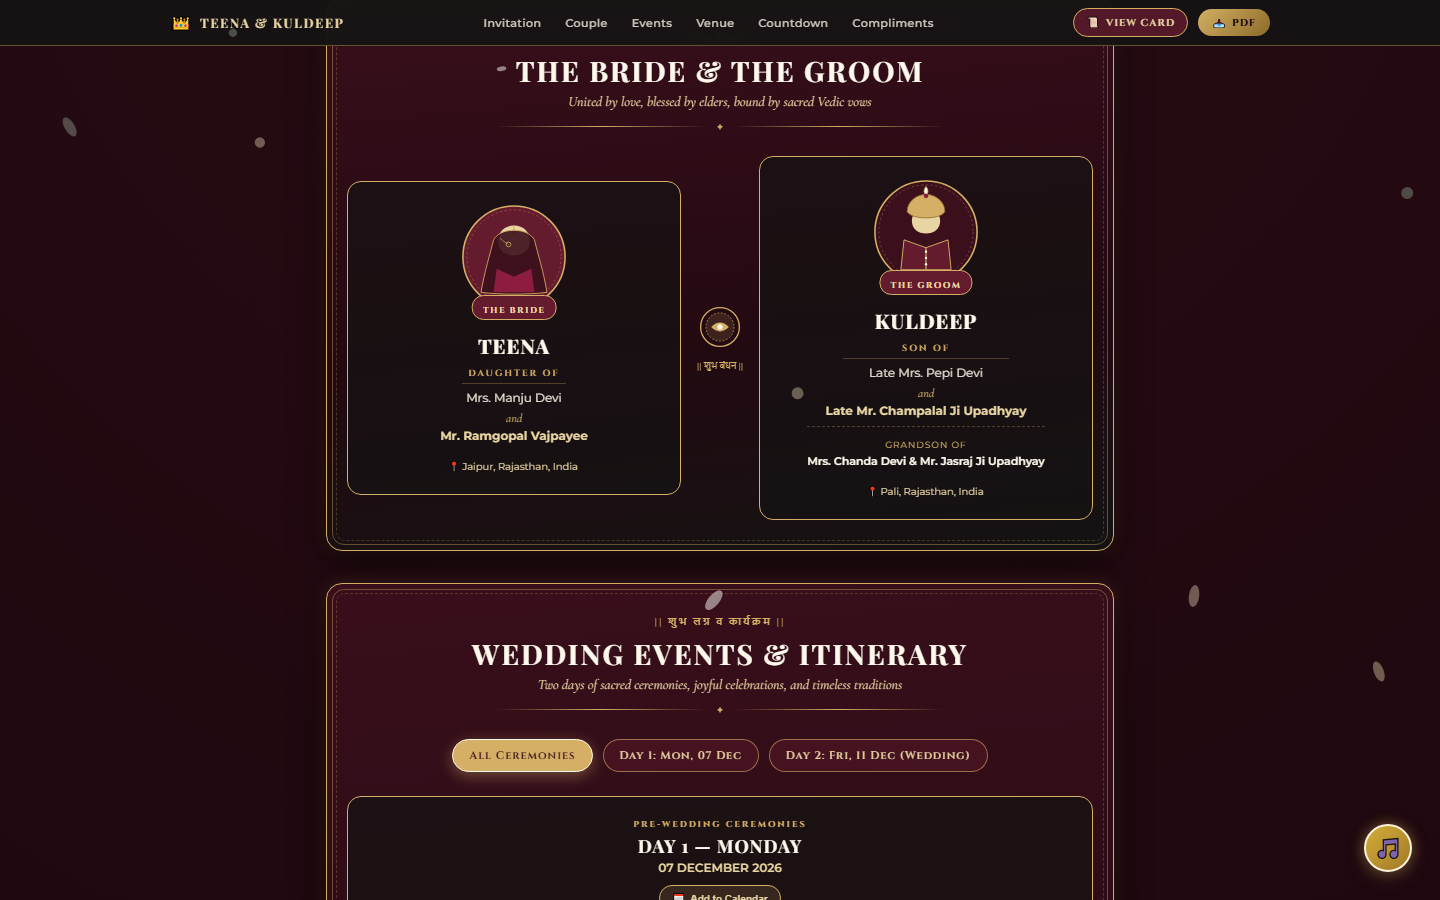 TEENA & KULDEEP
Invitation Couple Events Venue Countdown Compliments
VIEW CARD
PDF
THE BRIDE & THE GROOM
United by love, blessed by elders, bound by sacred Vedic vows
THE BRIDE
TEENA
DAUGHTER OF
Mrs. Manju Devi
and
Mr. Ramgopal Vajpayee
Jaipur, Rajasthan, India
|| शुभ बंधन ||
THE GROOM
KULDEEP
SON OF
Late Mrs. Pepi Devi
and
Late Mr. Champalal Ji Upadhyay
GRANDSON OF
Mrs. Chanda Devi & Mr. Jasraj Ji Upadhyay
Pali, Rajasthan, India
|| शुभ लग्न व कार्यक्रम ||
WEDDING EVENTS & ITINERARY
Two days of sacred ceremonies, joyful celebrations, and timeless traditions
All Ceremonies
Day 1: Mon, 07 Dec
Day 2: Fri, 11 Dec (Wedding)
PRE-WEDDING CEREMONIES
DAY 1 — MONDAY
07 DECEMBER 2026
Add to Calendar